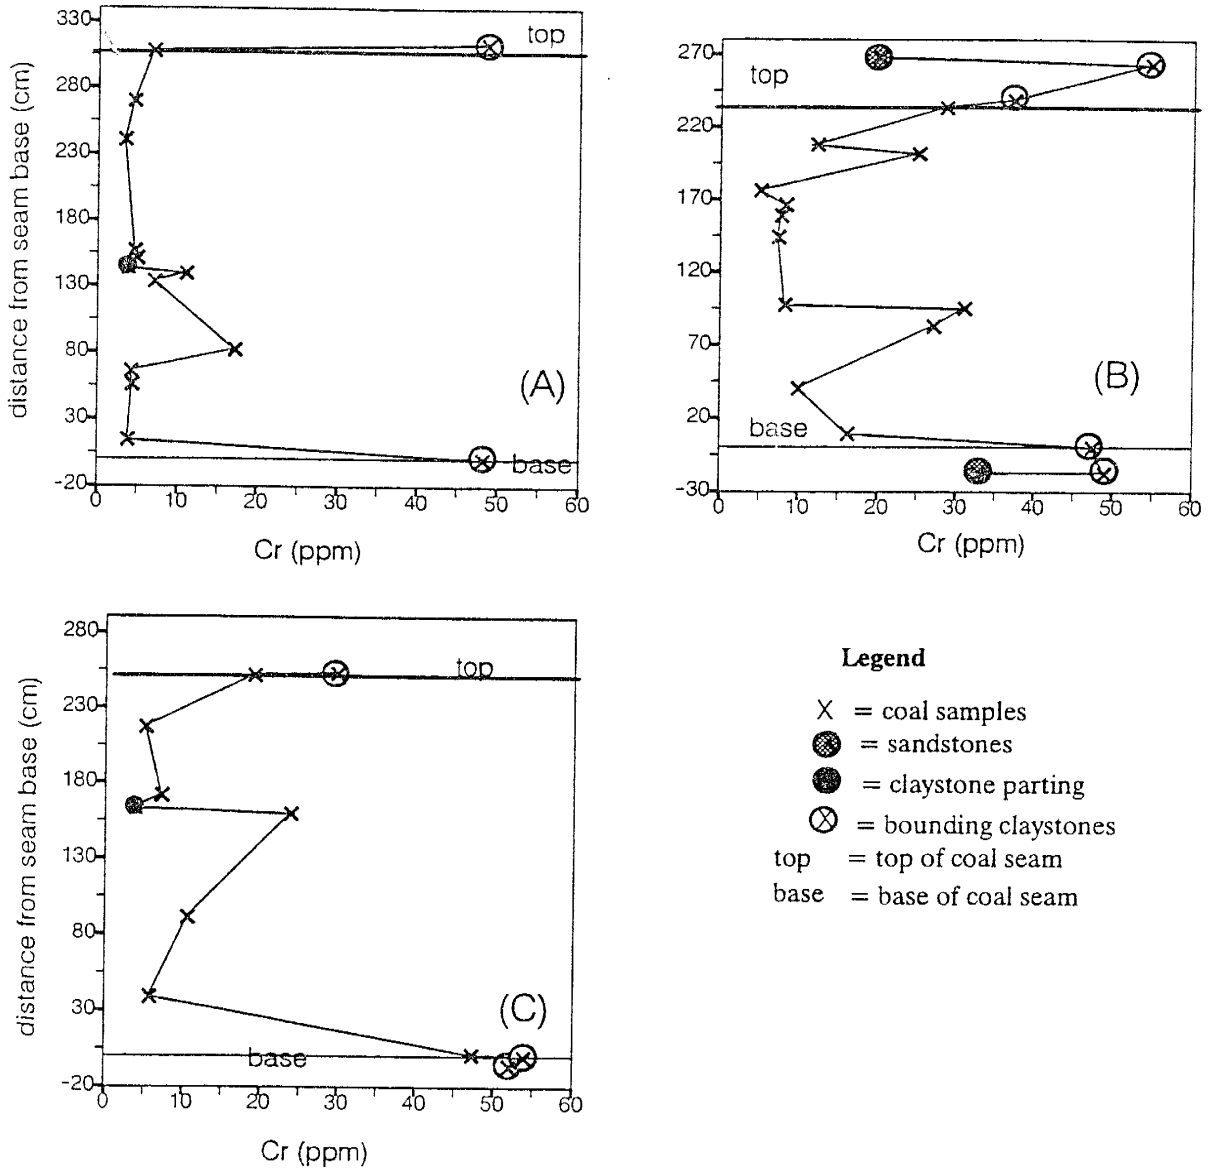 330
280
230
180
130
80
30
-20
distance from seam base (cm)
top
(A)
base
0 10 20 30 40 50 60
Cr (ppm)
270
220
170
120
70
20
-30
top
(B)
base
0 10 20 30 40 50 60
Cr (ppm)
280
230
180
130
80
30
-20
distance from seam base (cm)
top
(C)
base
0 10 20 30 40 50 60
Cr (ppm)
Legend
X = coal samples
= sandstones
= claystone parting
= bounding claystones
top = top of coal seam
base = base of coal seam